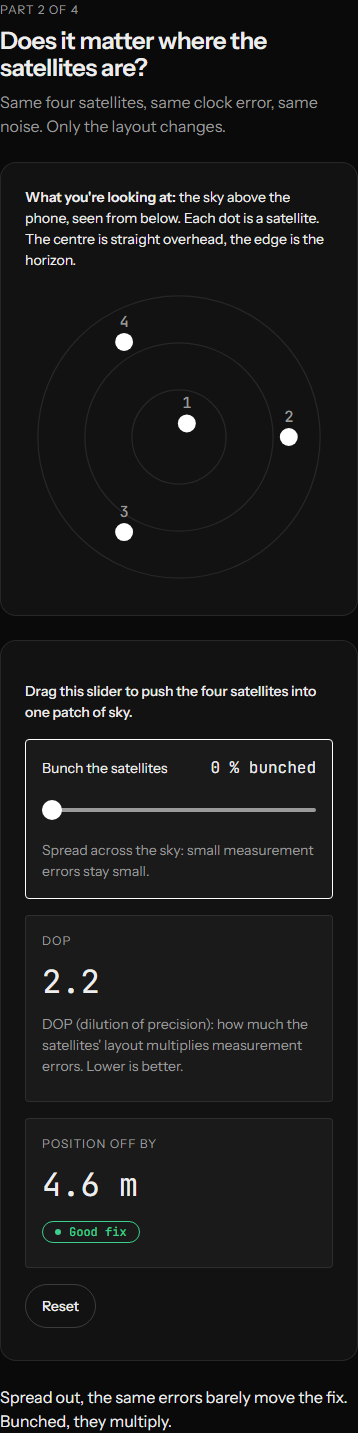 PART 2 OF 4
Does it matter where the
satellites are?
Same four satellites, same clock error, same
noise. Only the layout changes.
What you're looking at: the sky above the
phone, seen from below. Each dot is a satellite.
The centre is straight overhead, the edge is the
horizon.
4
1
2
3
Drag this slider to push the four satellites into
one patch of sky.
Bunch the satellites 0 % bunched
Spread across the sky: small measurement
errors stay small.
DOP
2.2
DOP (dilution of precision): how much the
satellites' layout multiplies measurement
errors. Lower is better.
POSITION OFF BY
4.6 m
Good fix
Reset
Spread out, the same errors barely move the fix.
Bunched, they multiply.